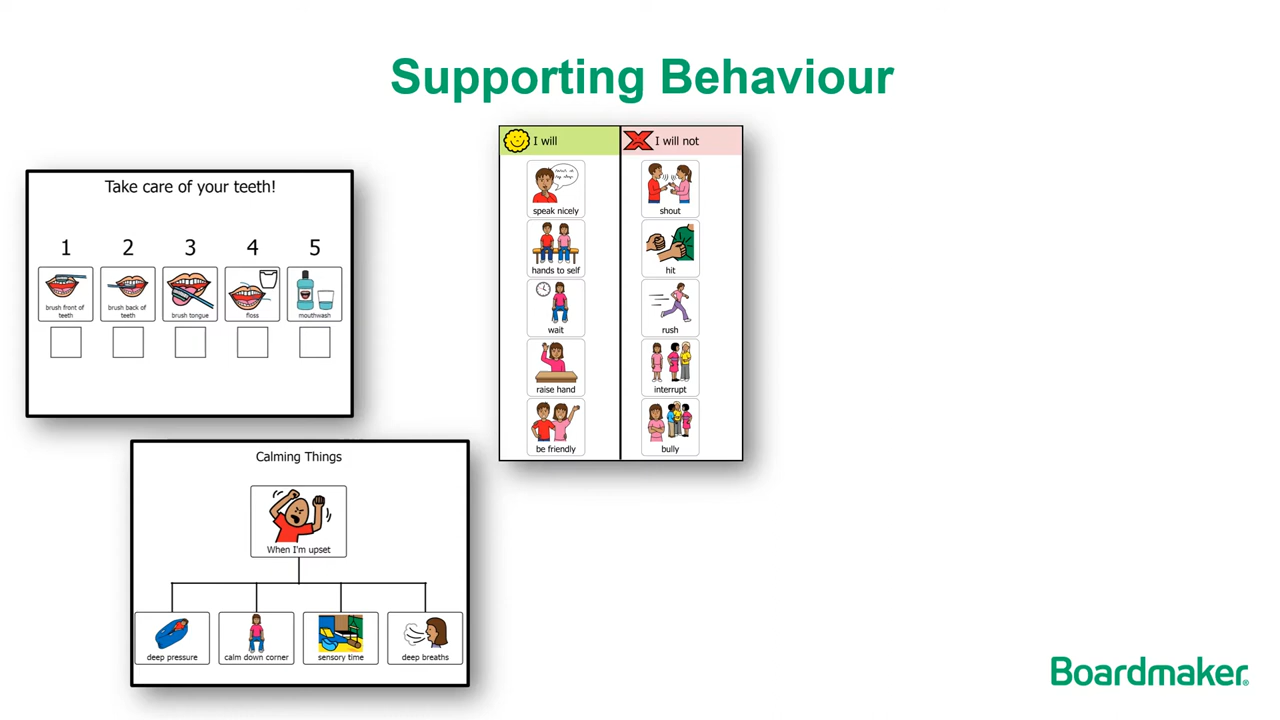 Supporting Behaviour
Take care of your teeth!
1 2 3 4 5
brush front of
teeth
brush back of
teeth
brush tongue
floss
mouthwash
Calming Things
When I'm upset
deep pressure
calm down corner
sensory time
deep breaths
I will
I will not
speak nicely
shout
hands to self
hit
wait
rush
raise hand
interrupt
be friendly
bully
Boardmaker®